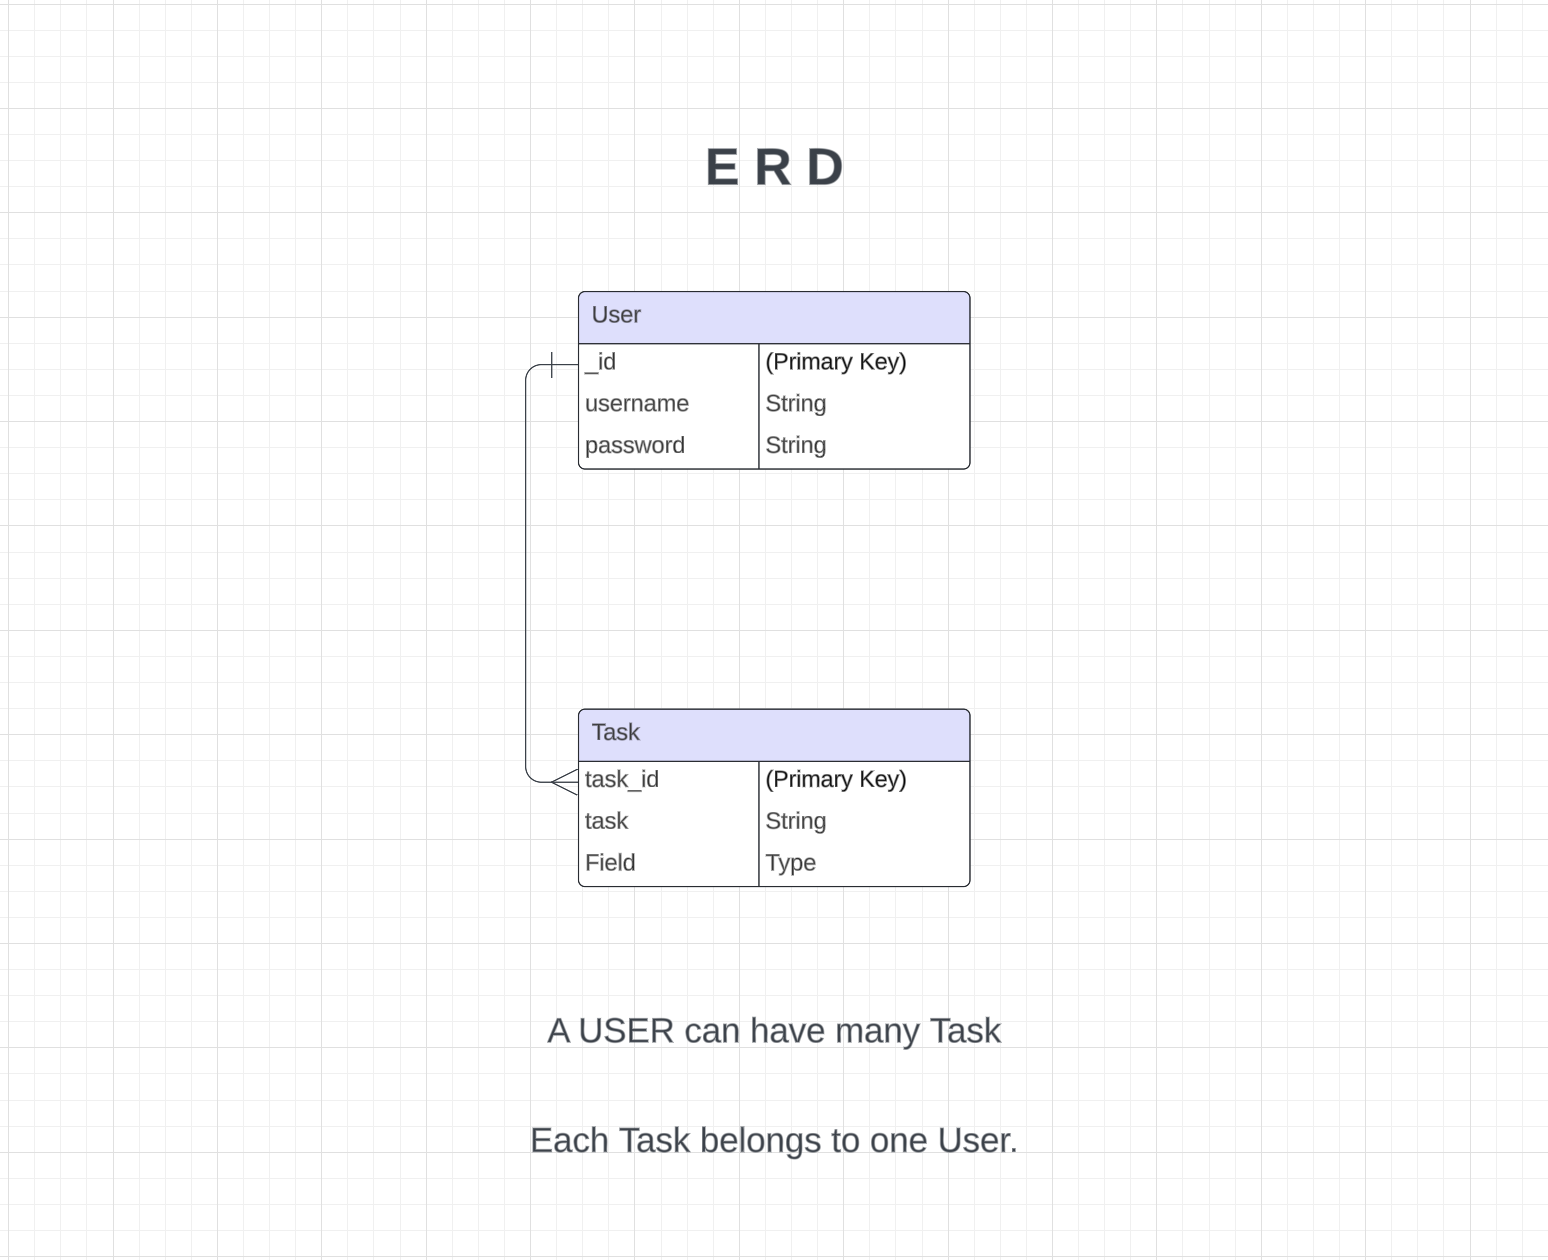 E R D
User
_id (Primary Key)
username String
password String
Task
task_id (Primary Key)
task String
Field Type
A USER can have many Task
Each Task belongs to one User.